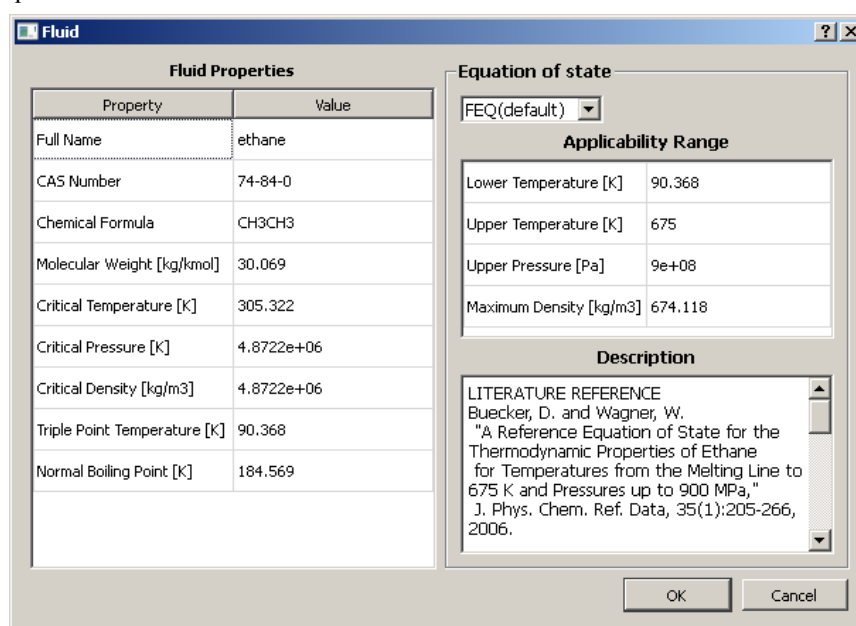 Fluid
Fluid Properties
Property Value
Full Name ethane
CAS Number 74-84-0
Chemical Formula CH3CH3
Molecular Weight [kg/kmol] 30.069
Critical Temperature [K] 305.322
Critical Pressure [K] 4.8722e+06
Critical Density [kg/m3] 4.8722e+06
Triple Point Temperature [K] 90.368
Normal Boiling Point [K] 184.569
Equation of state
FEQ(default)
Applicability Range
Lower Temperature [K] 90.368
Upper Temperature [K] 675
Upper Pressure [Pa] 9e+08
Maximum Density [kg/m3] 674.118
Description
LITERATURE REFERENCE
Buecker, D. and Wagner, W.
"A Reference Equation of State for the
Thermodynamic Properties of Ethane
for Temperatures from the Melting Line to
675 K and Pressures up to 900 MPa,"
J. Phys. Chem. Ref. Data, 35(1):205-266,
2006.
OK Cancel